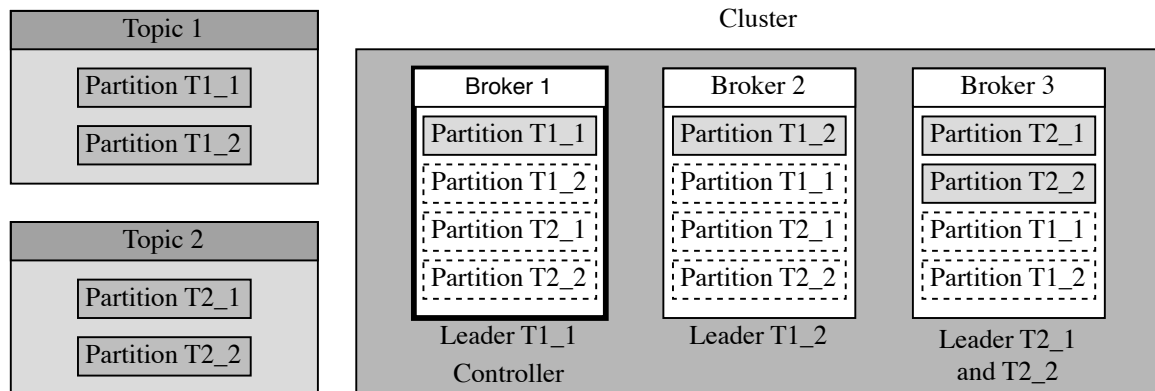 Topic 1
Partition T1_1
Partition T1_2
Topic 2
Partition T2_1
Partition T2_2
Cluster
Broker 1
Partition T1_1
Partition T1_2
Partition T2_1
Partition T2_2
Leader T1_1
Controller
Broker 2
Partition T1_2
Partition T1_1
Partition T2_1
Partition T2_2
Leader T1_2
Broker 3
Partition T2_1
Partition T2_2
Partition T1_1
Partition T1_2
Leader T2_1
and T2_2